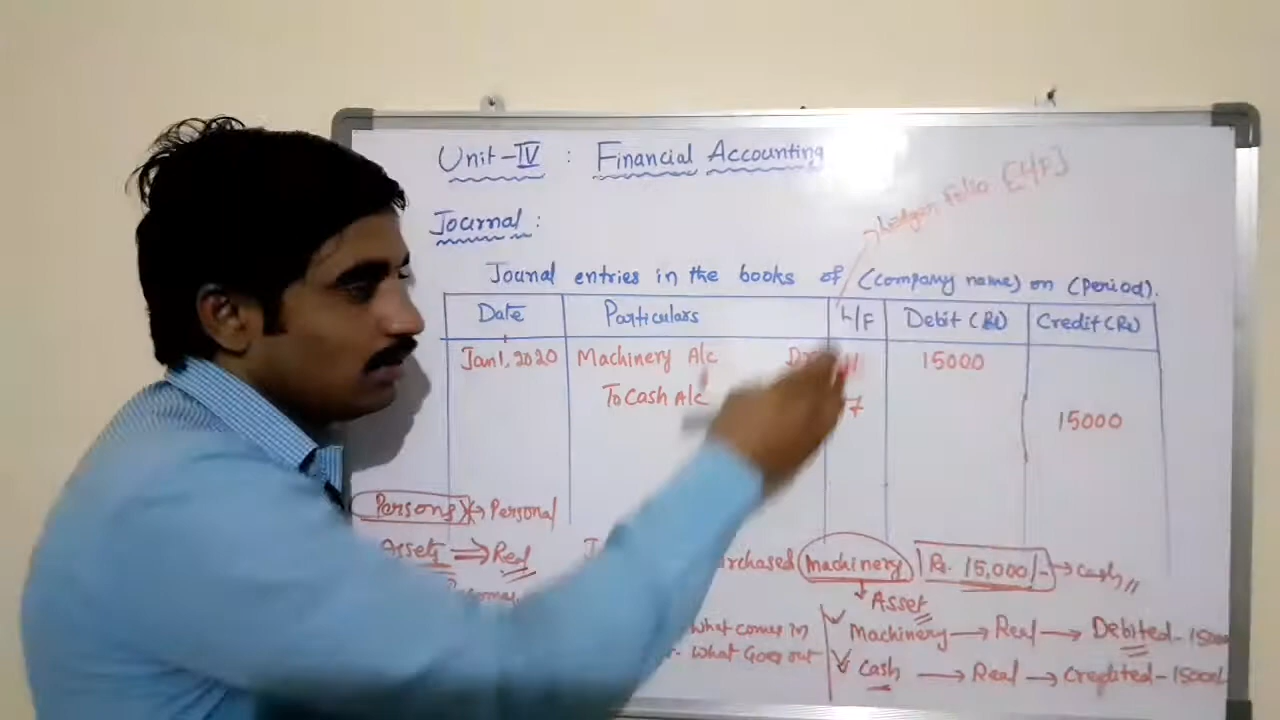 Unit-IV : Financial Accounting
Ledger Folio [L/F]
Journal:
Jounal entries in the books of (company name) on (period).
Date Particulars L/F Debit (Rs) Credit (Rs)
Jan 1, 2020 Machinery A/c 15000
To Cash A/c 15000
Persons → Personal
Assets ⇒ Real
Machinery Rs. 15,000/- → Cash
Asset
what comes in
what Goes out
Machinery → Real → Debited - 15000
Cash → Real → Credited - 15000